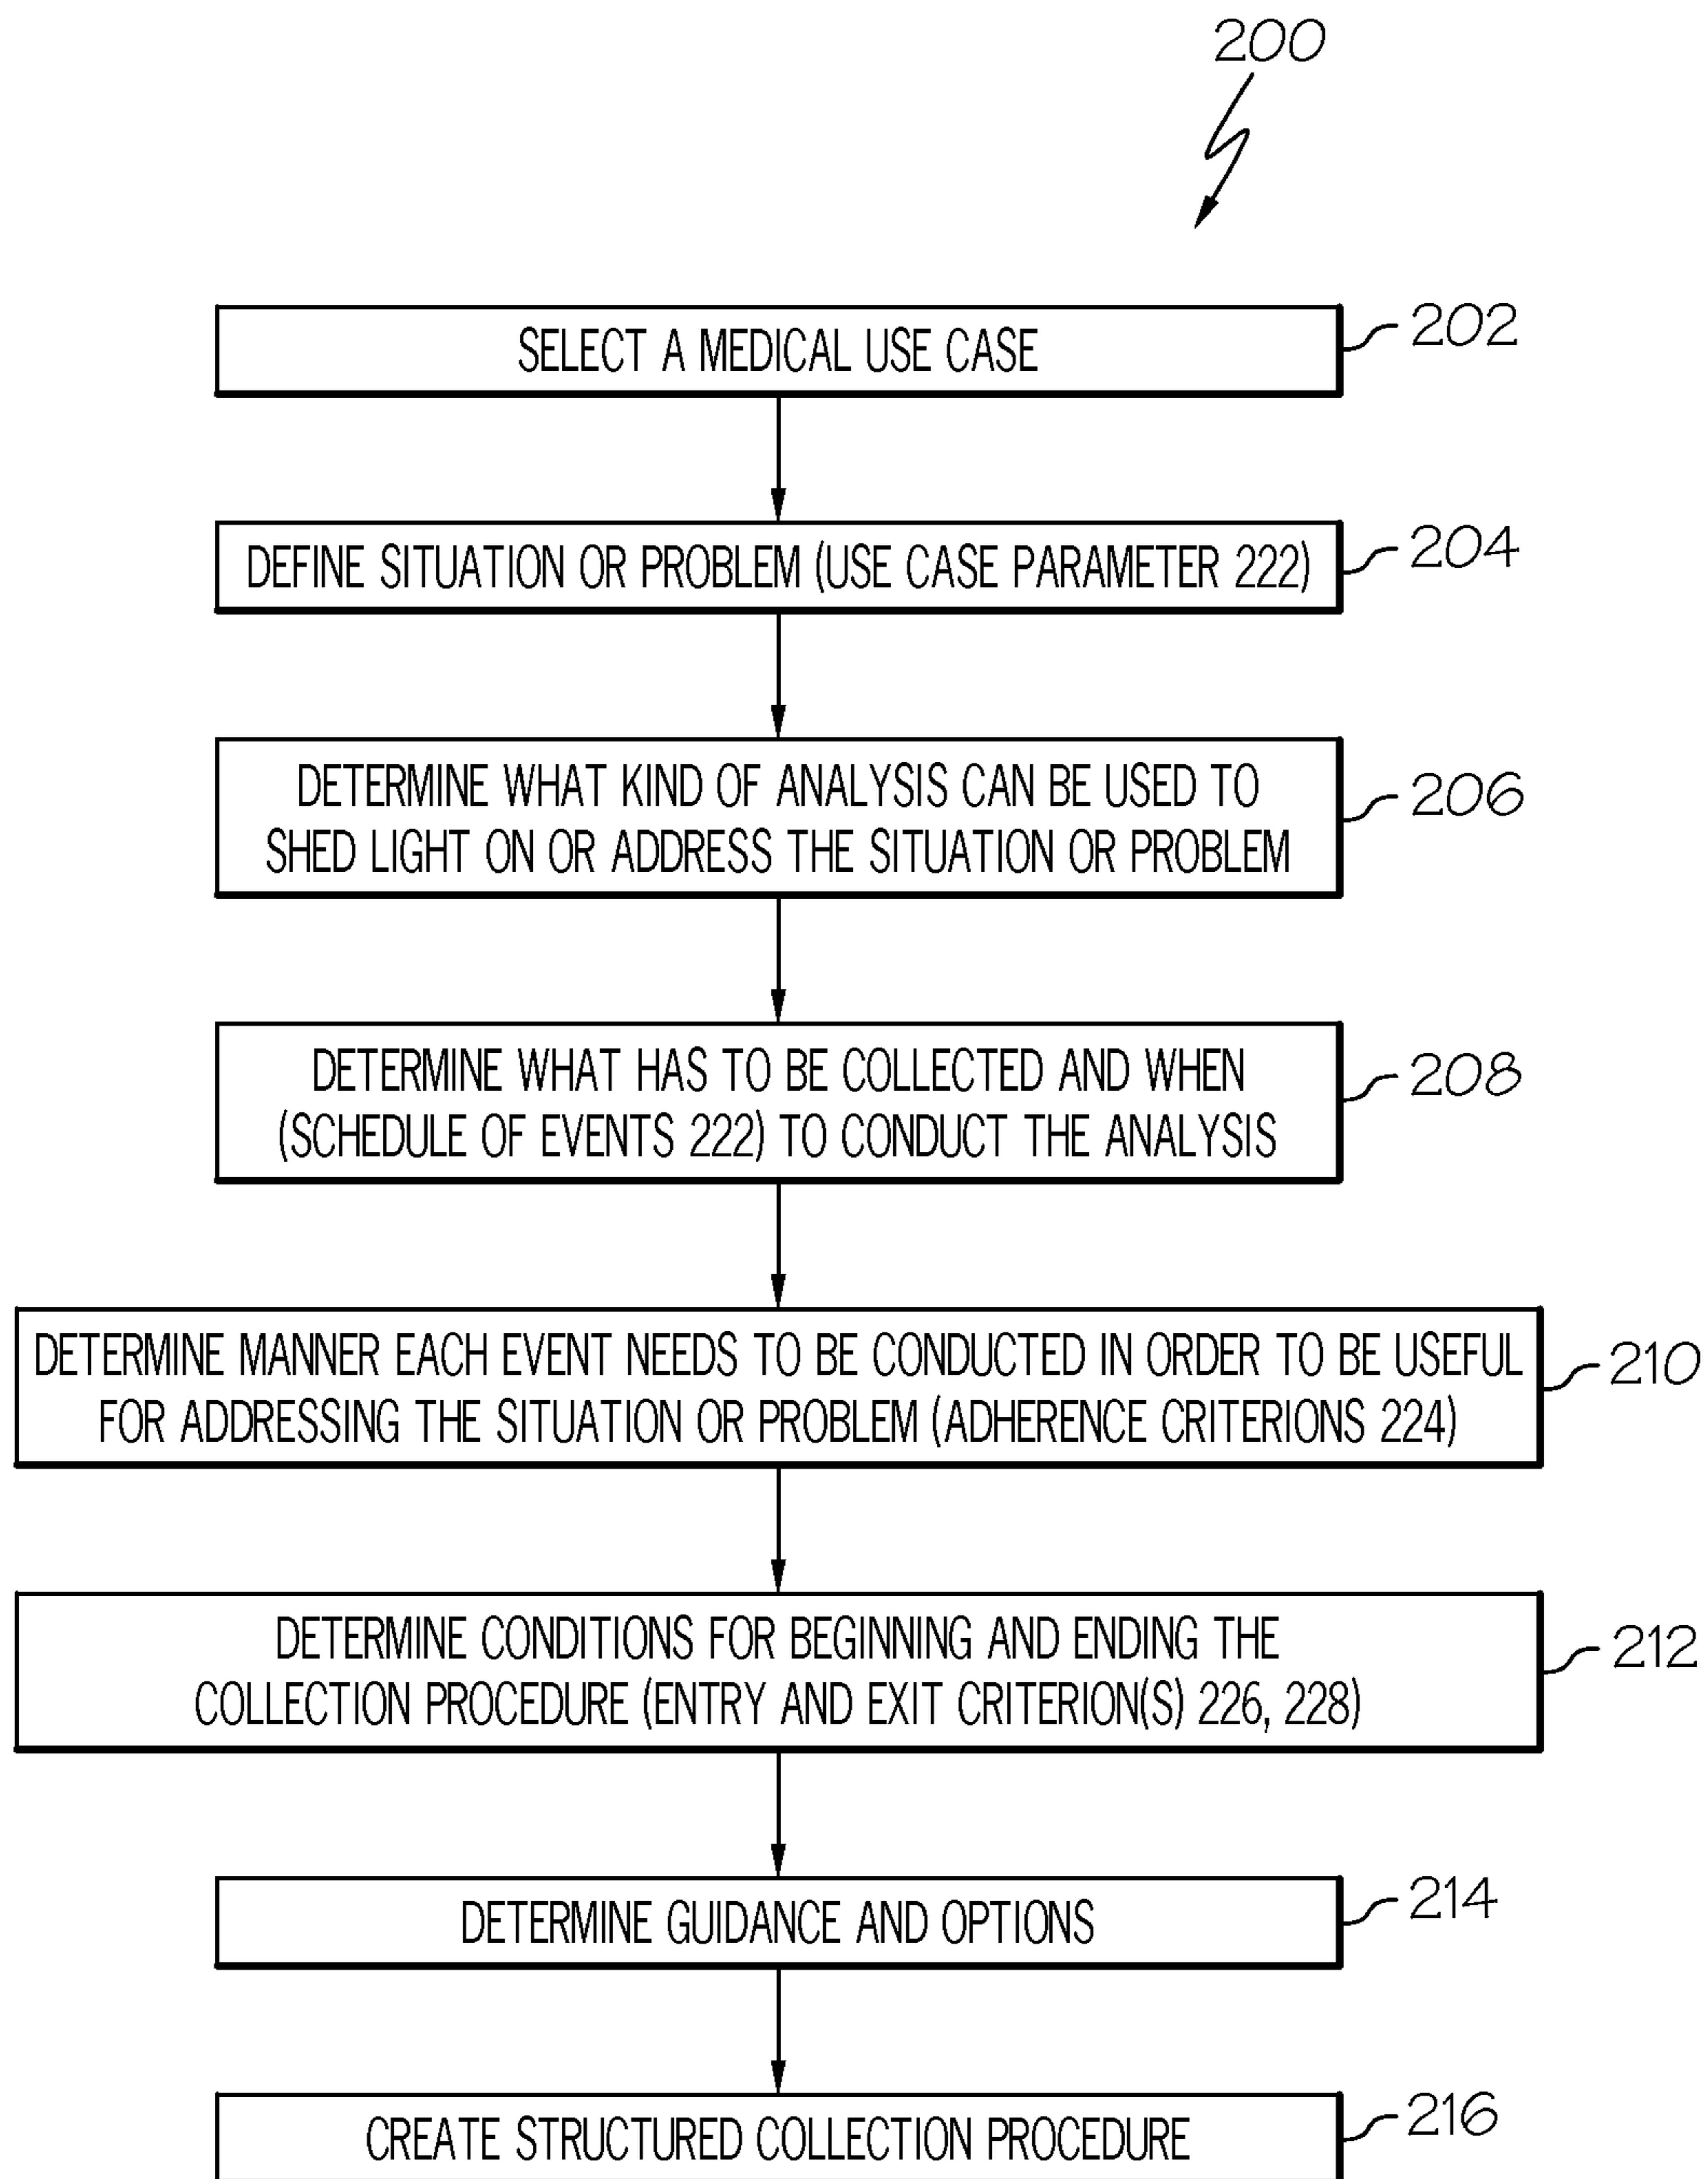 200
SELECT A MEDICAL USE CASE
202
DEFINE SITUATION OR PROBLEM (USE CASE PARAMETER 222)
204
DETERMINE WHAT KIND OF ANALYSIS CAN BE USED TO
SHED LIGHT ON OR ADDRESS THE SITUATION OR PROBLEM
206
DETERMINE WHAT HAS TO BE COLLECTED AND WHEN
(SCHEDULE OF EVENTS 222) TO CONDUCT THE ANALYSIS
208
DETERMINE MANNER EACH EVENT NEEDS TO BE CONDUCTED IN ORDER TO BE USEFUL
FOR ADDRESSING THE SITUATION OR PROBLEM (ADHERENCE CRITERIONS 224)
210
DETERMINE CONDITIONS FOR BEGINNING AND ENDING THE
COLLECTION PROCEDURE (ENTRY AND EXIT CRITERION(S) 226, 228)
212
DETERMINE GUIDANCE AND OPTIONS
214
CREATE STRUCTURED COLLECTION PROCEDURE
216